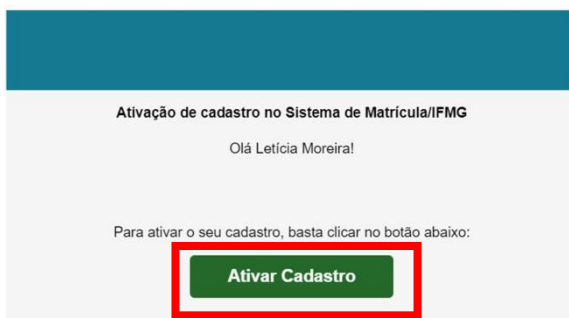 Ativação de cadastro no Sistema de Matrícula/IFMG
Olá Letícia Moreira!
Para ativar o seu cadastro, basta clicar no botão abaixo:
Ativar Cadastro